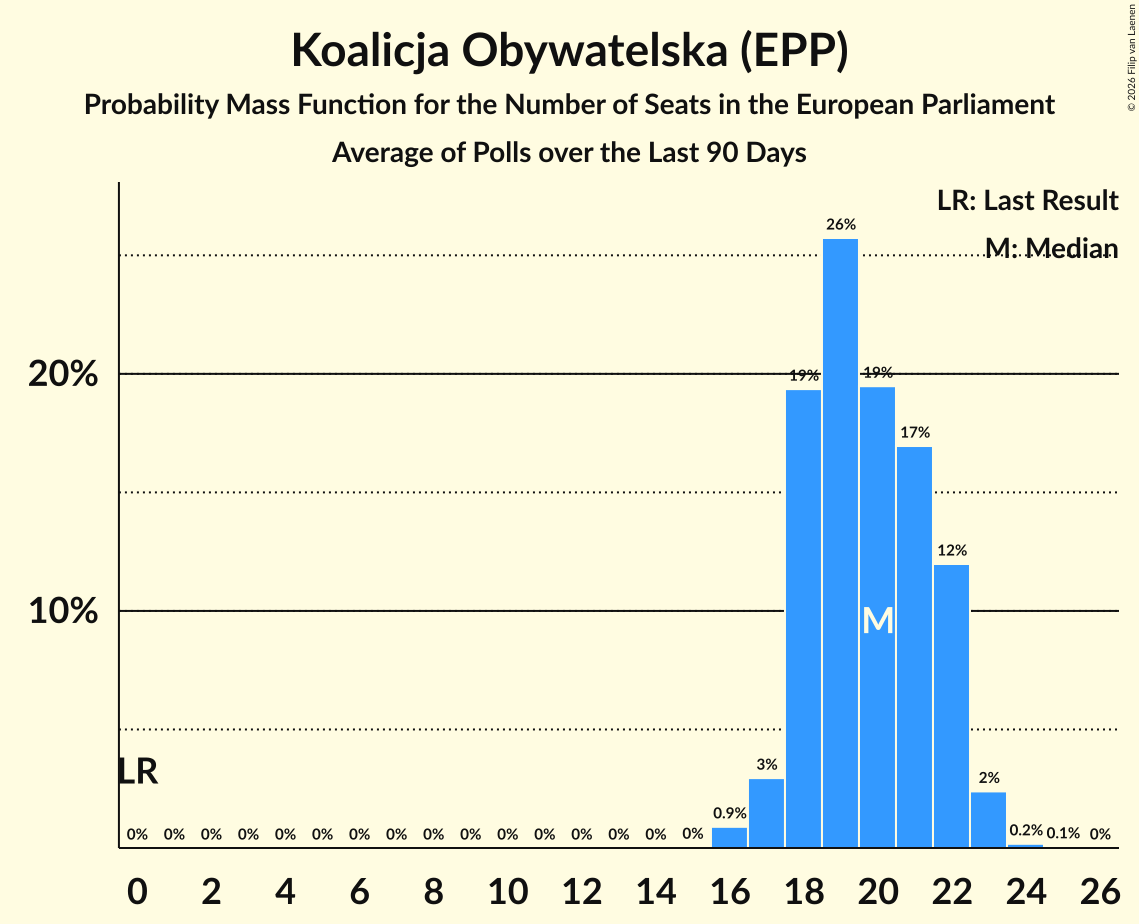 Koalicja Obywatelska (EPP)
Probability Mass Function for the Number of Seats in the European Parliament
Average of Polls over the Last 90 Days
© 2026 Filip van Laenen
LR: Last Result
M: Median
26%
20%
19%
19%
17%
12%
10%
M
LR
3%
2%
0.9%
0% 0% 0% 0% 0% 0% 0% 0% 0% 0% 0% 0% 0% 0% 0% 0% 0.2% 0.1% 0%
0 2 4 6 8 10 12 14 16 18 20 22 24 26